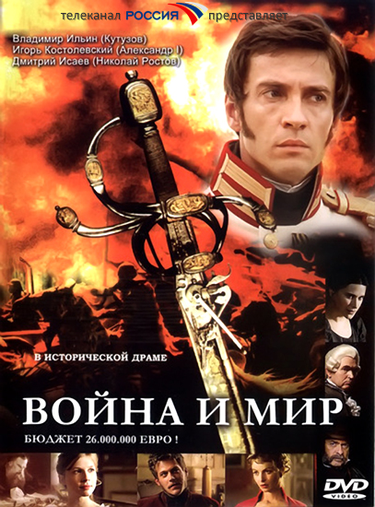 телеканал РОССИЯ представляет
Владимир Ильин (Кутузов)
Игорь Костолевский (Александр I)
Дмитрий Исаев (Николай Ростов)
В ИСТОРИЧЕСКОЙ ДРАМЕ
ВОЙНА И МИР
БЮДЖЕТ 26.000.000 ЕВРО !
DVD
VIDEO